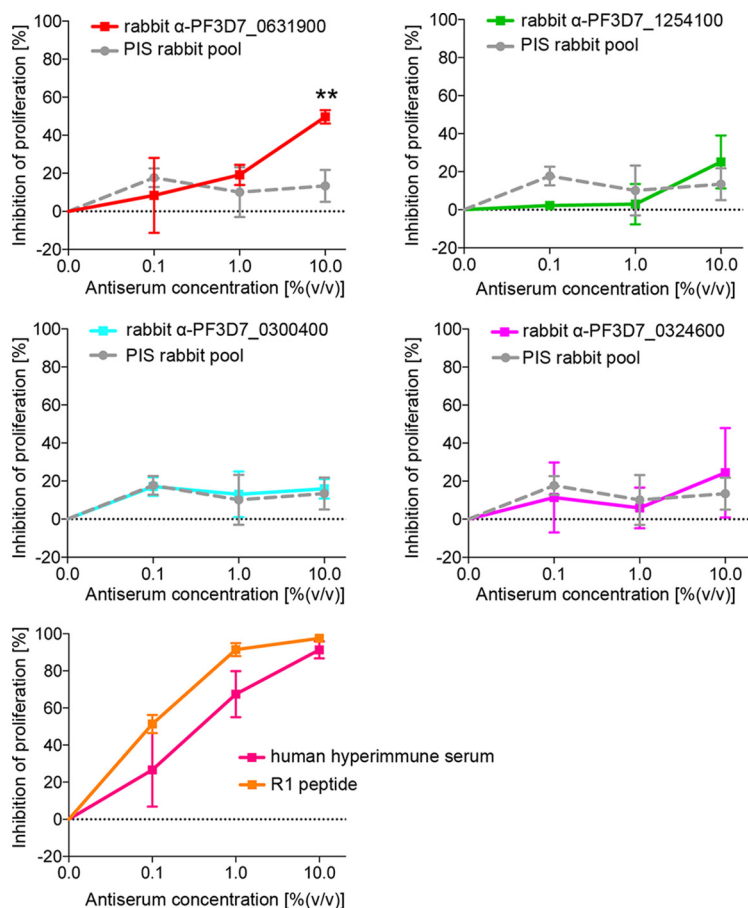 rabbit α-PF3D7_0631900
PIS rabbit pool
Inhibition of proliferation [%]
100
80
60
40
20
0
-20
**
0.0
0.1
1.0
10.0
Antiserum concentration [%(v/v)]
rabbit α-PF3D7_1254100
PIS rabbit pool
Inhibition of proliferation [%]
100
80
60
40
20
0
-20
0.0
0.1
1.0
10.0
Antiserum concentration [%(v/v)]
rabbit α-PF3D7_0300400
PIS rabbit pool
Inhibition of proliferation [%]
100
80
60
40
20
0
-20
0.0
0.1
1.0
10.0
Antiserum concentration [%(v/v)]
rabbit α-PF3D7_0324600
PIS rabbit pool
Inhibition of proliferation [%]
100
80
60
40
20
0
-20
0.0
0.1
1.0
10.0
Antiserum concentration [%(v/v)]
Inhibition of proliferation [%]
100
80
60
40
20
0
-20
human hyperimmune serum
R1 peptide
0.0
0.1
1.0
10.0
Antiserum concentration [%(v/v)]